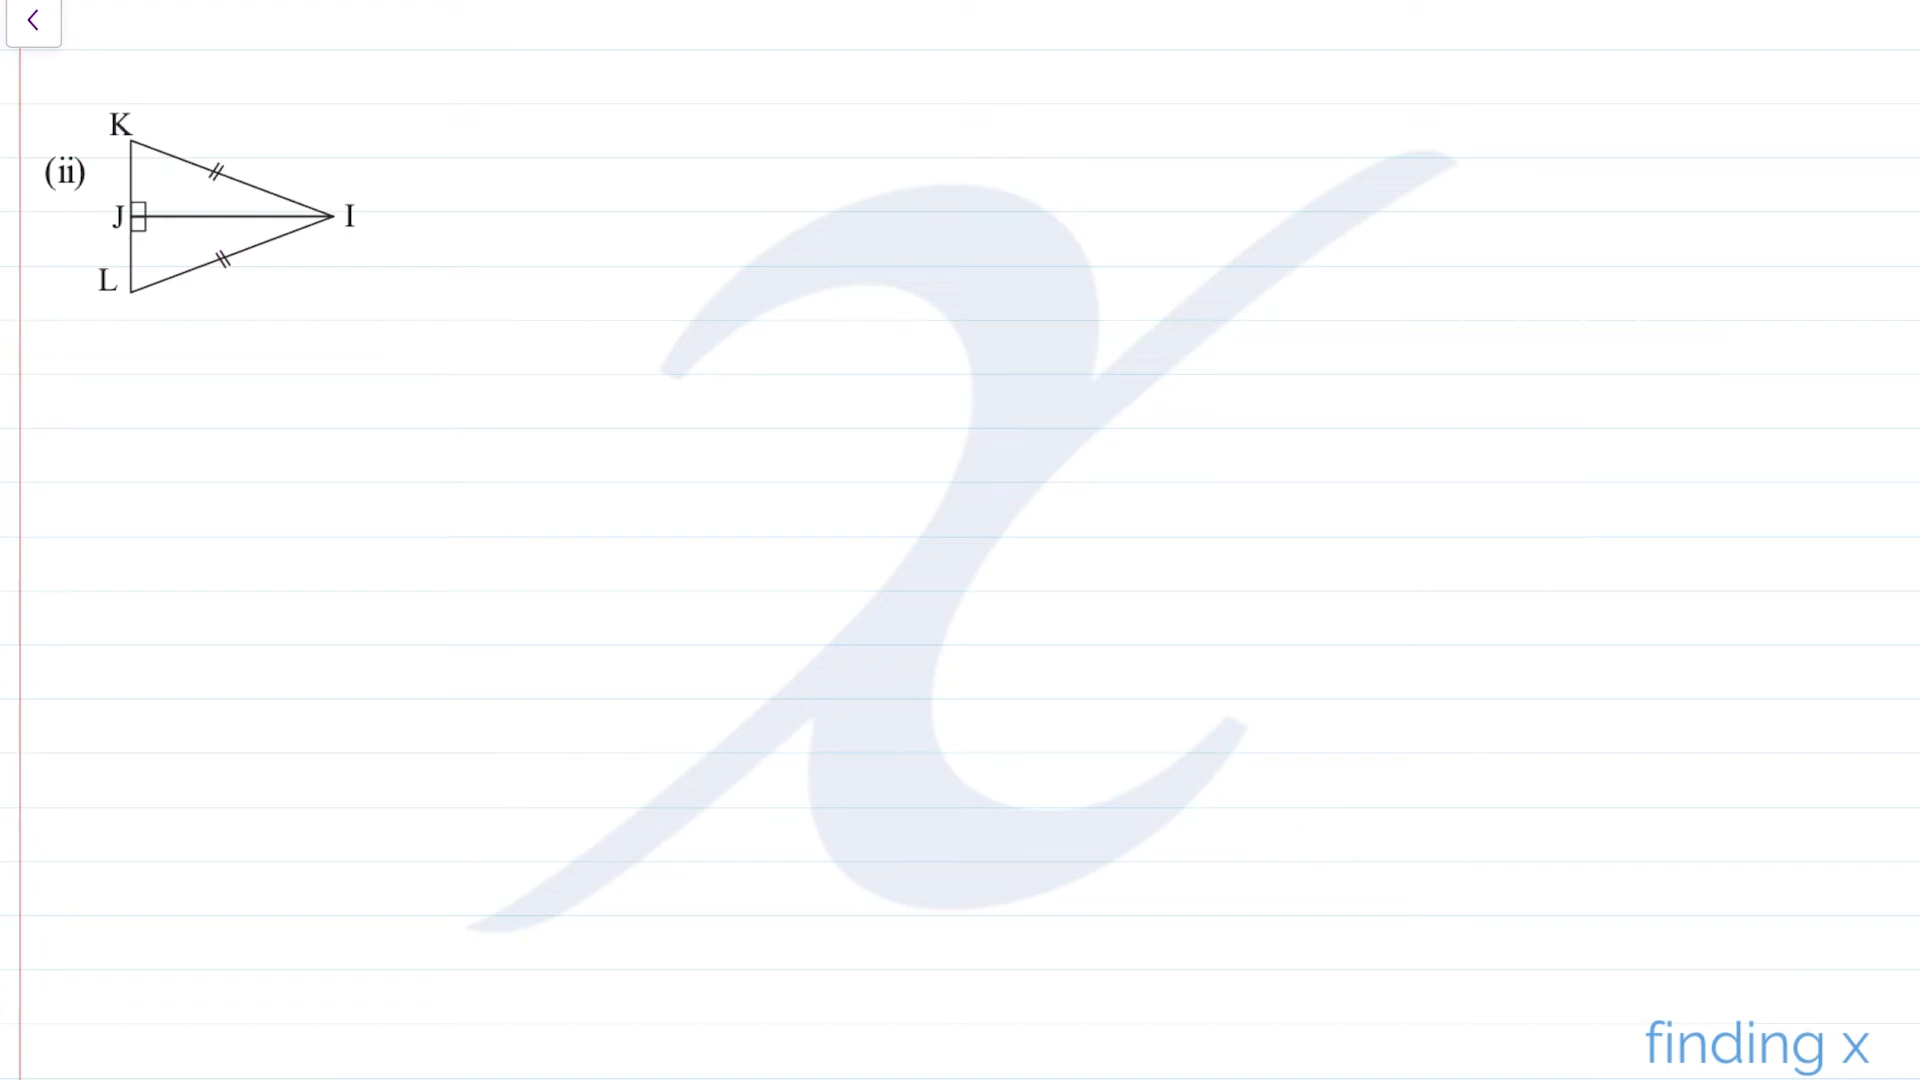 K
(ii)
J I
L
finding x